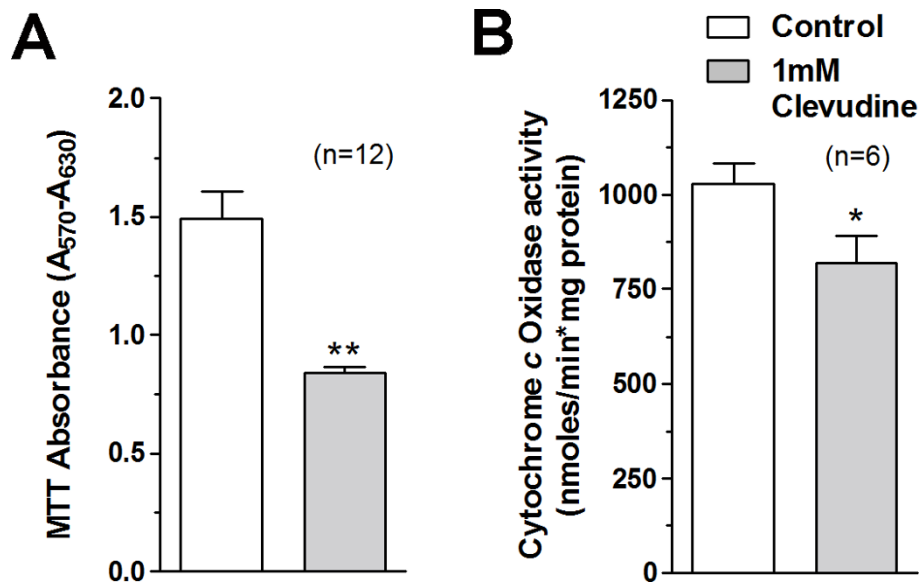 A
MTT Absorbance (A570-A630)
2.0
1.5
1.0
0.5
0.0
(n=12)
**
B
Control
1mM
Clevudine
Cytochrome c Oxidase activity
(nmoles/min*mg protein)
1250
1000
750
500
250
0
(n=6)
*